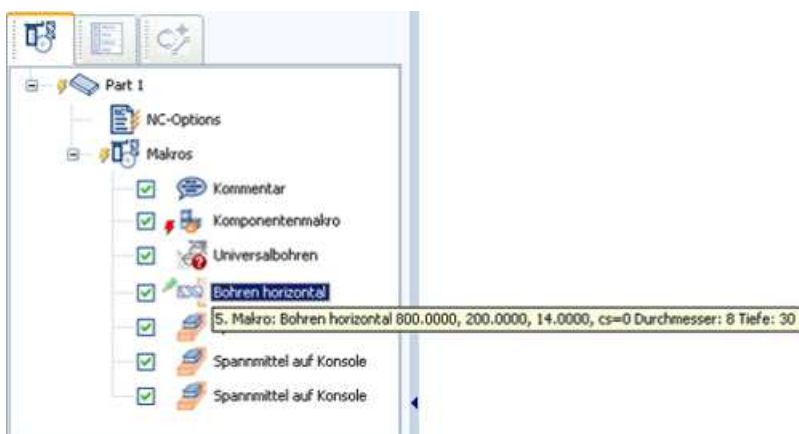 Part 1
NC-Options
Makros
Kommentar
Komponentenmakro
Universalbohren
Bohren horizontal
5. Makro: Bohren horizontal 800.0000, 200.0000, 14.0000, cs=0 Durchmesser: 8 Tiefe: 30
Spannmittel auf Konsole
Spannmittel auf Konsole